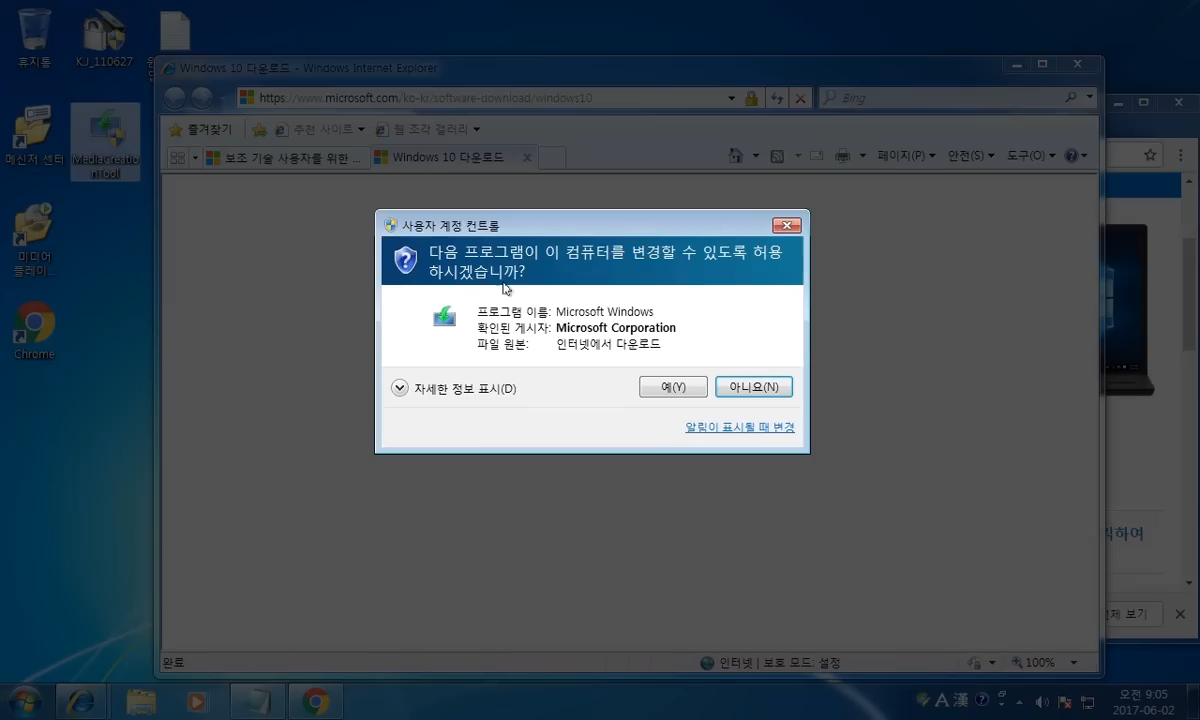 휴지통
KJ_110627
메신저 센터
MediaCreatio
nTool
미디어
플레이...
Chrome
Windows 10 다운로드 - Windows Internet Explorer
https://www.microsoft.com/ko-kr/software-download/windows10
Bing
즐겨찾기
추천 사이트
웹 조각 갤러리
보조 기술 사용자를 위한 ...
Windows 10 다운로드
페이지(P)
안전(S)
도구(O)
사용자 계정 컨트롤
다음 프로그램이 이 컴퓨터를 변경할 수 있도록 허용
하시겠습니까?
프로그램 이름: Microsoft Windows
확인된 게시자: Microsoft Corporation
파일 원본: 인터넷에서 다운로드
자세한 정보 표시(D)
예(Y)
아니요(N)
알림이 표시될 때 변경
보기
완료
인터넷 | 보호 모드: 설정
100%
A 漢
오전 9:05
2017-06-02